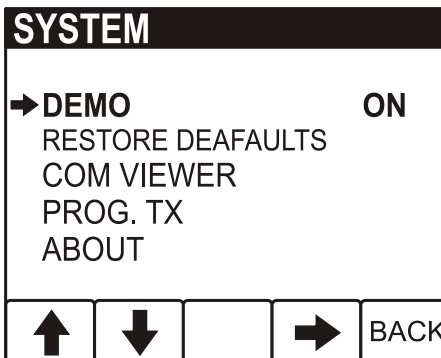 SYSTEM
DEMO ON
RESTORE DEAFAULTS
COM VIEWER
PROG. TX
ABOUT
BACK